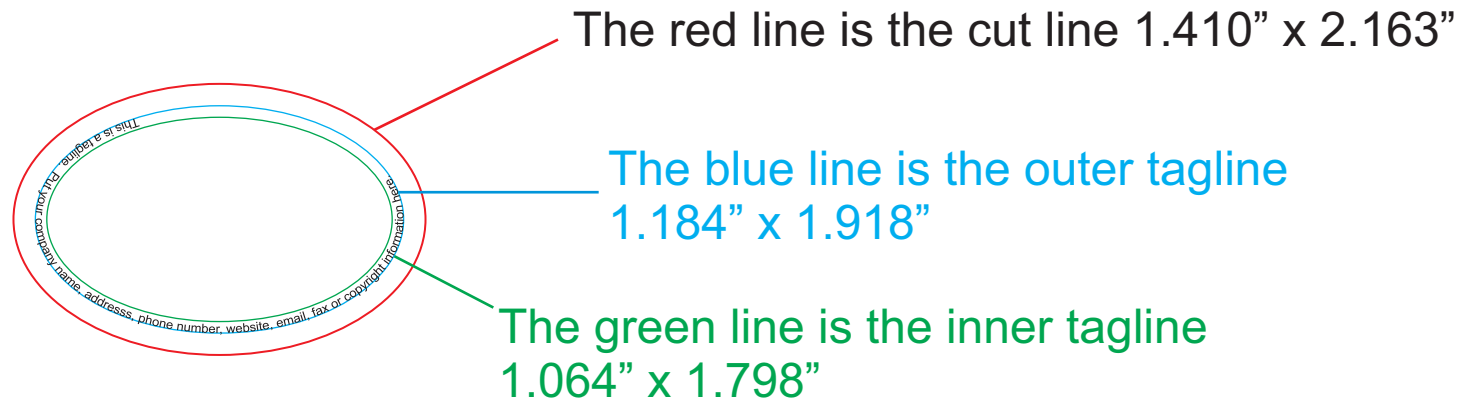 The red line is the cut line 1.410” x 2.163”
This is a tagline.
Put your company name, addresss, phone number, website, email, fax or copyright information here
The blue line is the outer tagline
1.184” x 1.918”
The green line is the inner tagline
1.064” x 1.798”